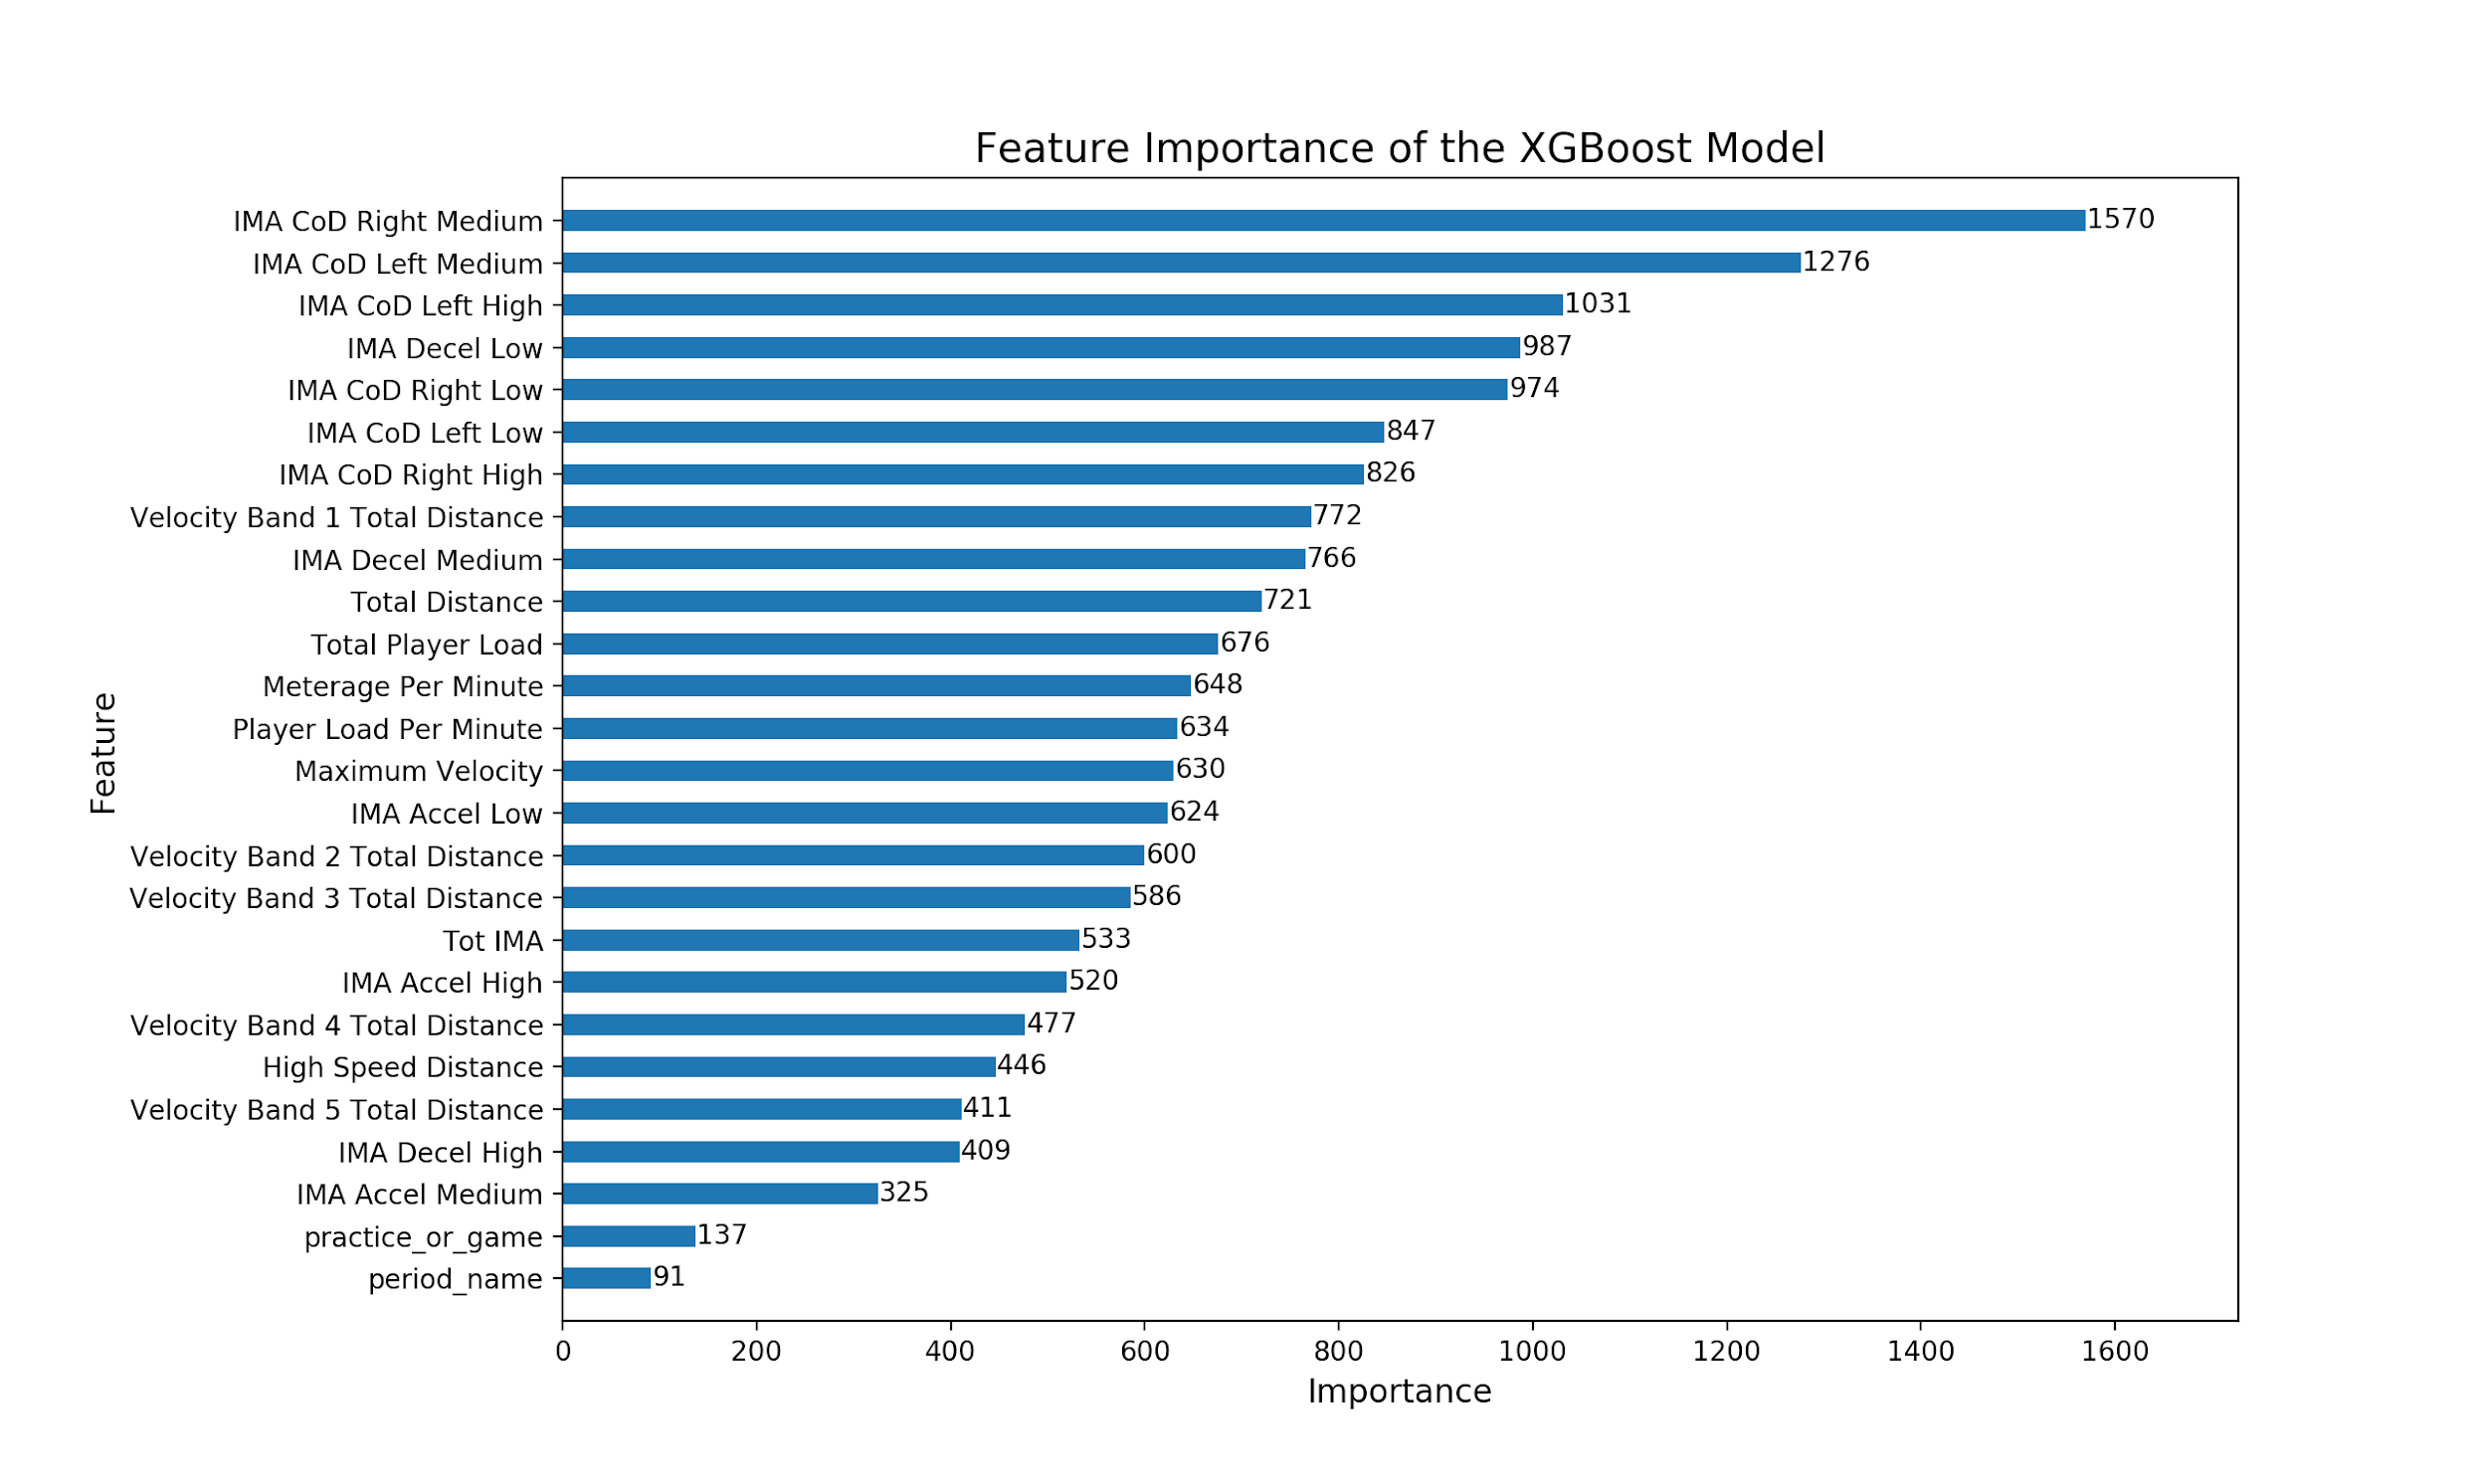 Feature Importance of the XGBoost Model
IMA CoD Right Medium 1570
IMA CoD Left Medium 1276
IMA CoD Left High 1031
IMA Decel Low 987
IMA CoD Right Low 974
IMA CoD Left Low 847
IMA CoD Right High 826
Velocity Band 1 Total Distance 772
IMA Decel Medium 766
Total Distance 721
Total Player Load 676
Meterage Per Minute 648
Player Load Per Minute 634
Maximum Velocity 630
IMA Accel Low 624
Velocity Band 2 Total Distance 600
Velocity Band 3 Total Distance 586
Tot IMA 533
IMA Accel High 520
Velocity Band 4 Total Distance 477
High Speed Distance 446
Velocity Band 5 Total Distance 411
IMA Decel High 409
IMA Accel Medium 325
practice_or_game 137
period_name 91
Feature
0 200 400 600 800 1000 1200 1400 1600
Importance